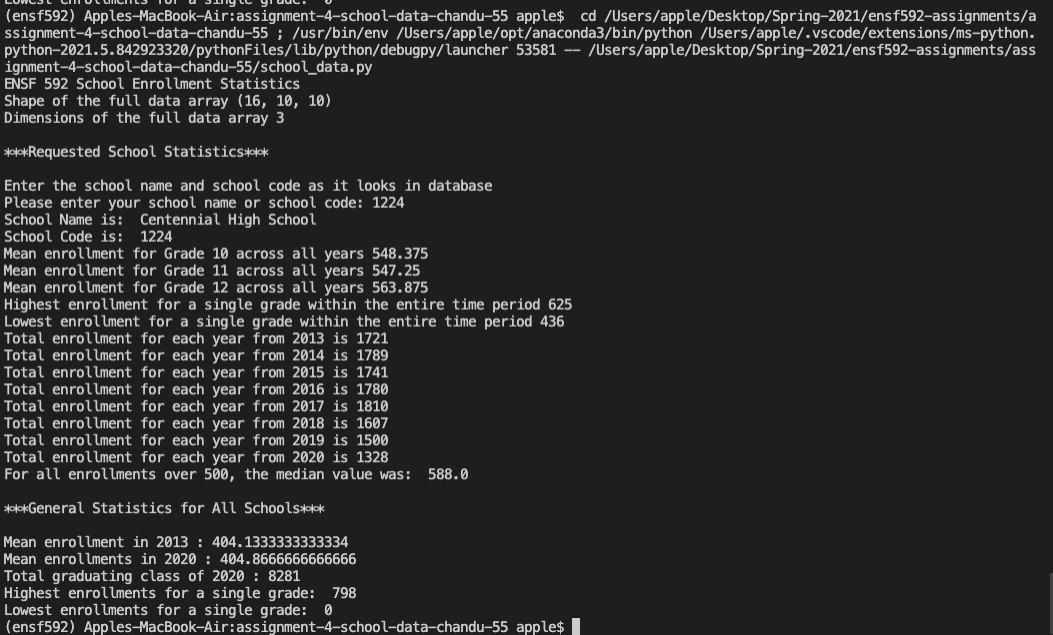 Lowest enrollments for a single grade:  0
(ensf592) Apples-MacBook-Air:assignment-4-school-data-chandu-55 apple$  cd /Users/apple/Desktop/Spring-2021/ensf592-assignments/a
ssignment-4-school-data-chandu-55 ; /usr/bin/env /Users/apple/opt/anaconda3/bin/python /Users/apple/.vscode/extensions/ms-python.
python-2021.5.842923320/pythonFiles/lib/python/debugpy/launcher 53581 -- /Users/apple/Desktop/Spring-2021/ensf592-assignments/ass
ignment-4-school-data-chandu-55/school_data.py
ENSF 592 School Enrollment Statistics
Shape of the full data array (16, 10, 10)
Dimensions of the full data array 3
***Requested School Statistics***
Enter the school name and school code as it looks in database
Please enter your school name or school code: 1224
School Name is:  Centennial High School
School Code is:  1224
Mean enrollment for Grade 10 across all years 548.375
Mean enrollment for Grade 11 across all years 547.25
Mean enrollment for Grade 12 across all years 563.875
Highest enrollment for a single grade within the entire time period 625
Lowest enrollment for a single grade within the entire time period 436
Total enrollment for each year from 2013 is 1721
Total enrollment for each year from 2014 is 1789
Total enrollment for each year from 2015 is 1741
Total enrollment for each year from 2016 is 1780
Total enrollment for each year from 2017 is 1810
Total enrollment for each year from 2018 is 1607
Total enrollment for each year from 2019 is 1500
Total enrollment for each year from 2020 is 1328
For all enrollments over 500, the median value was:  588.0
***General Statistics for All Schools***
Mean enrollment in 2013 : 404.1333333333334
Mean enrollments in 2020 : 404.8666666666666
Total graduating class of 2020 : 8281
Highest enrollments for a single grade:  798
Lowest enrollments for a single grade:  0
(ensf592) Apples-MacBook-Air:assignment-4-school-data-chandu-55 apple$